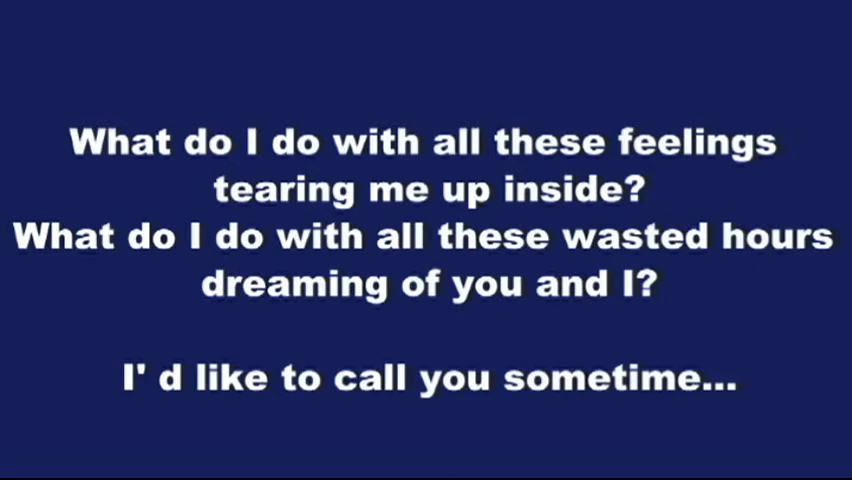 What do I do with all these feelings
tearing me up inside?
What do I do with all these wasted hours
dreaming of you and I?
I' d like to call you sometime...